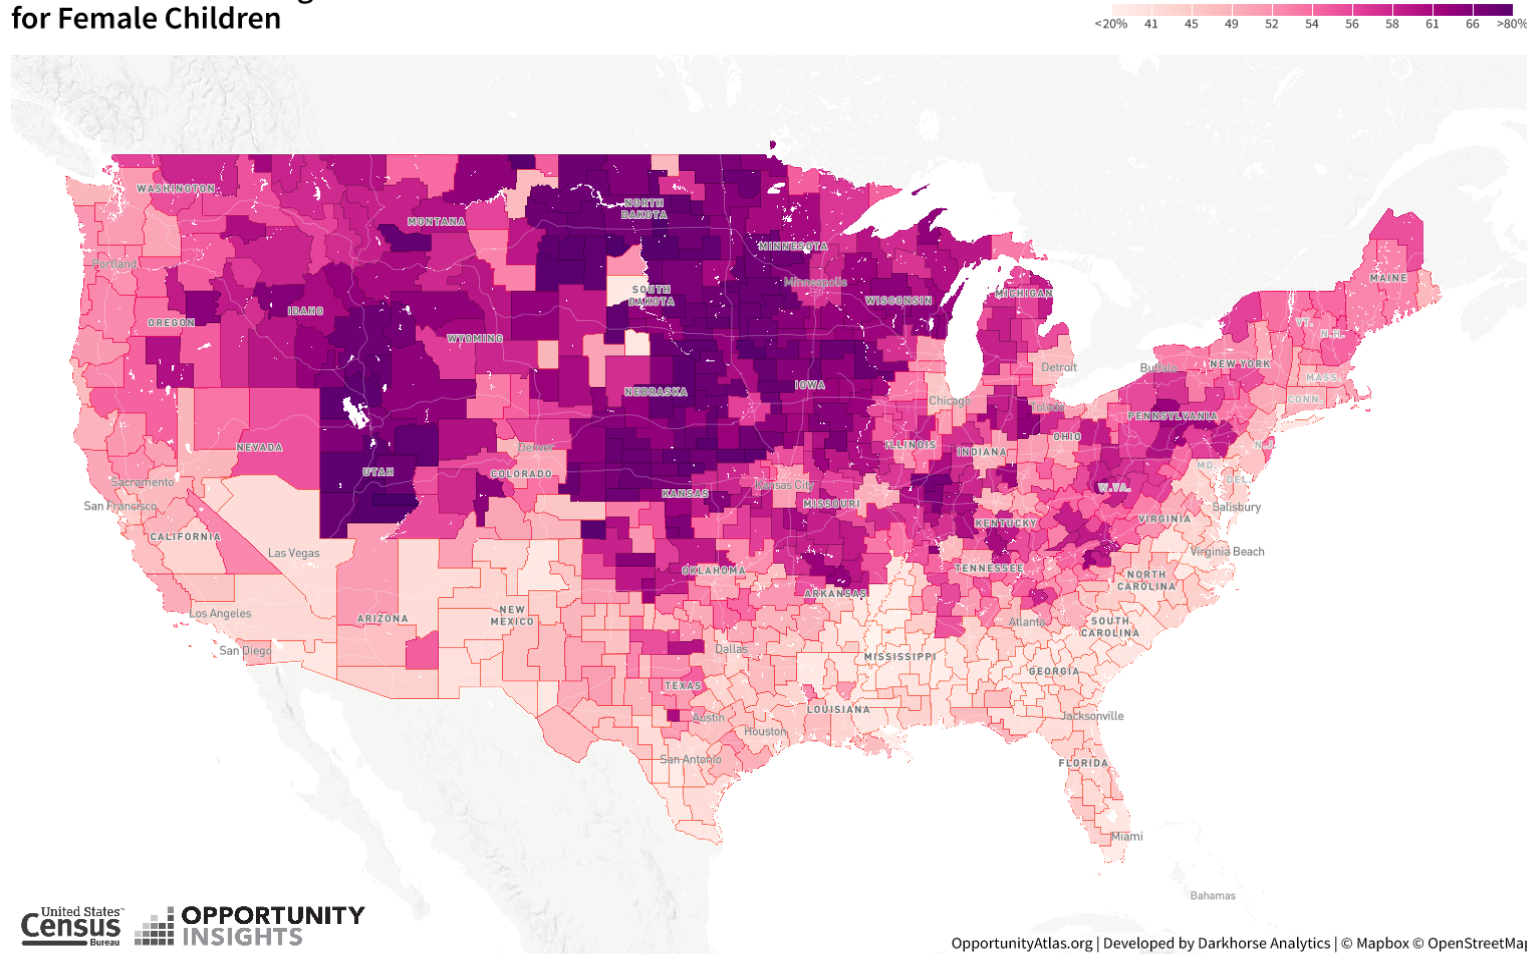 for Female Children
<20% 41 45 49 52 54 56 58 61 66 >80%
WASHINGTON
MONTANA
NORTH
DAKOTA
MINNESOTA
Portland
MAINE
SOUTH
DAKOTA
Minneapolis
WISCONSIN
MICHIGAN
OREGON
IDAHO
WYOMING
VT.
N.H.
Buffalo
NEW YORK
Detroit
MASS.
NEBRASKA
IOWA
Chicago
Toledo
CONN.
PENNSYLVANIA
NEVADA
Denver
ILLINOIS
INDIANA
OHIO
N.J.
UTAH
COLORADO
MD.
DEL.
Sacramento
KANSAS
Kansas City
MISSOURI
W.VA.
San Francisco
Salisbury
KENTUCKY
VIRGINIA
CALIFORNIA
Las Vegas
Virginia Beach
OKLAHOMA
TENNESSEE
NORTH
CAROLINA
ARKANSAS
Los Angeles
ARIZONA
NEW
MEXICO
Atlanta
SOUTH
CAROLINA
San Diego
Dallas
MISSISSIPPI
GEORGIA
TEXAS
LOUISIANA
Austin
Jacksonville
Houston
San Antonio
FLORIDA
Miami
Bahamas
United States™
Census
Bureau
OPPORTUNITY
INSIGHTS
OpportunityAtlas.org | Developed by Darkhorse Analytics | © Mapbox © OpenStreetMap